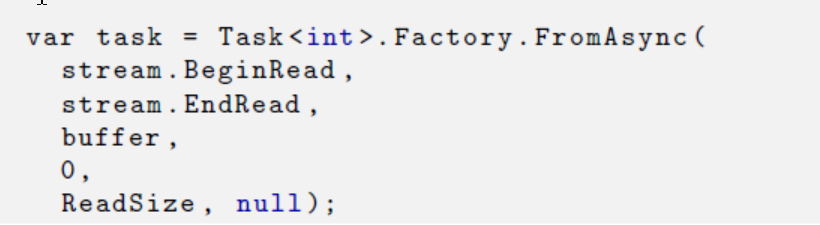 var task = Task<int>.Factory.FromAsync(
stream.BeginRead,
stream.EndRead,
buffer,
0,
ReadSize, null);